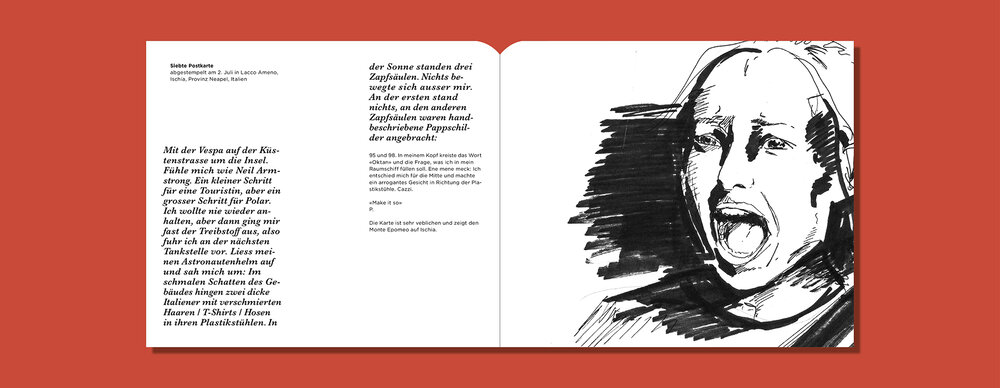 Siebte Postkarte
abgestempelt am 2. Juli in Lacco Ameno,
Ischia, Provinz Neapel, Italien
Mit der Vespa auf der Küs-
tenstrasse um die Insel.
Fühle mich wie Neil Arm-
strong. Ein kleiner Schritt
für eine Touristin, aber ein
grosser Schritt für Polar.
Ich wollte nie wieder an-
halten, aber dann ging mir
fast der Treibstoff aus, also
fuhr ich an der nächsten
Tankstelle vor. Liess mei-
nen Astronautenhelm auf
und sah mich um: Im
schmalen Schatten des Ge-
bäudes hingen zwei dicke
Italiener mit verschmierten
Haaren / T-Shirts / Hosen
in ihren Plastikstühlen. In
der Sonne standen drei
Zapfsäulen. Nichts be-
wegte sich ausser mir.
An der ersten stand
nichts, an den anderen
Zapfsäulen waren hand-
beschriebene Pappschil-
der angebracht:
95 und 98. In meinem Kopf kreiste das Wort
«Oktan» und die Frage, was ich in mein
Raumschiff füllen soll. Ene mene meck: Ich
entschied mich für die Mitte und machte
ein arrogantes Gesicht in Richtung der Pla-
stikstühle. Cazzi.
«Make it so»
P.
Die Karte ist sehr veblichen und zeigt den
Monte Epomeo auf Ischia.